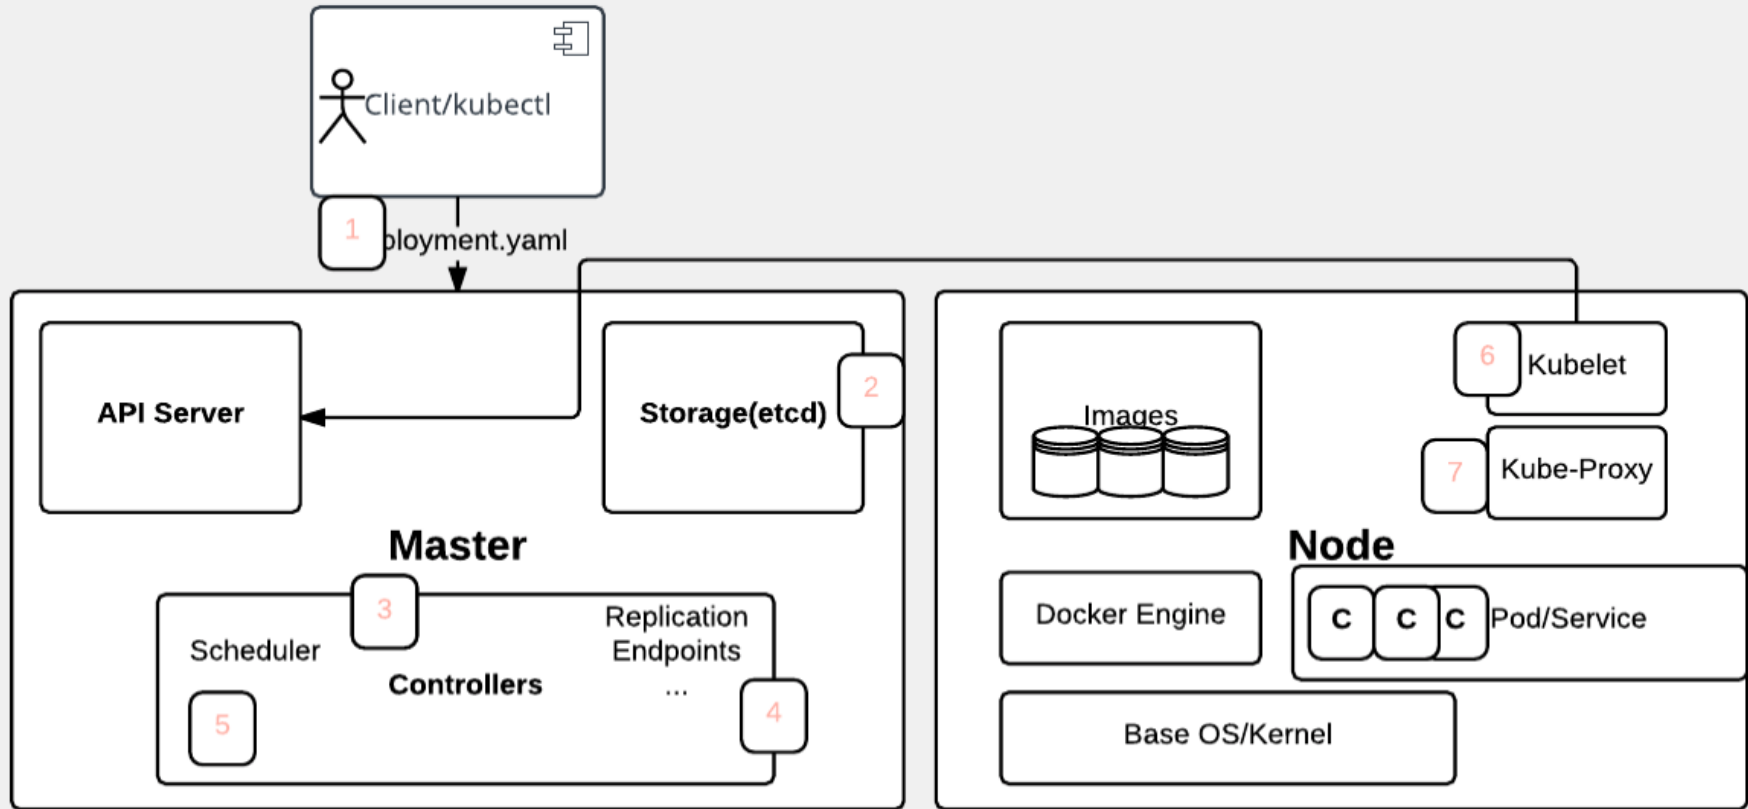 Client/kubectl
1
ployment.yaml
API Server
Storage(etcd)
2
Master
3
Scheduler
Replication
Endpoints
...
Controllers
5
4
Images
6
Kubelet
7
Kube-Proxy
Node
Docker Engine
C C C Pod/Service
Base OS/Kernel